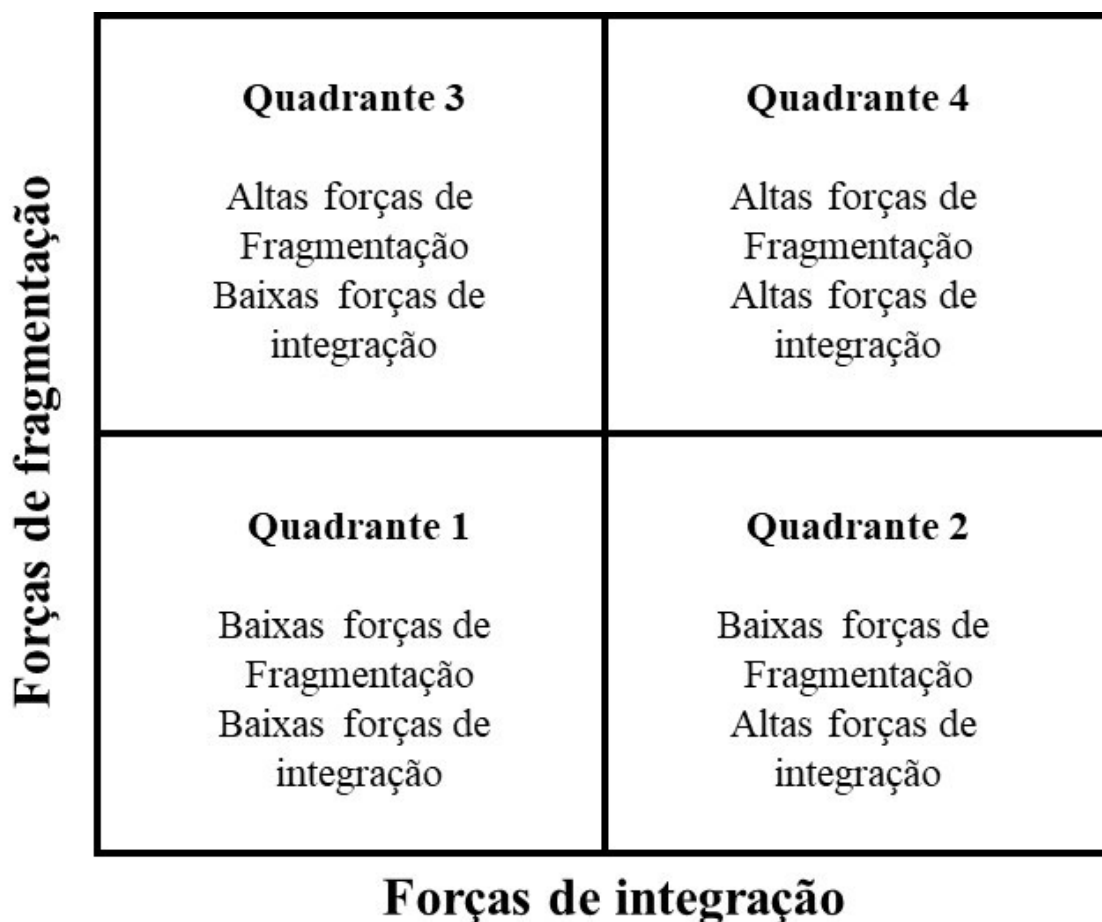 Forças de fragmentação
Quadrante 3
Altas forças de
Fragmentação
Baixas forças de
integração
Quadrante 4
Altas forças de
Fragmentação
Altas forças de
integração
Quadrante 1
Baixas forças de
Fragmentação
Baixas forças de
integração
Quadrante 2
Baixas forças de
Fragmentação
Altas forças de
integração
Forças de integração